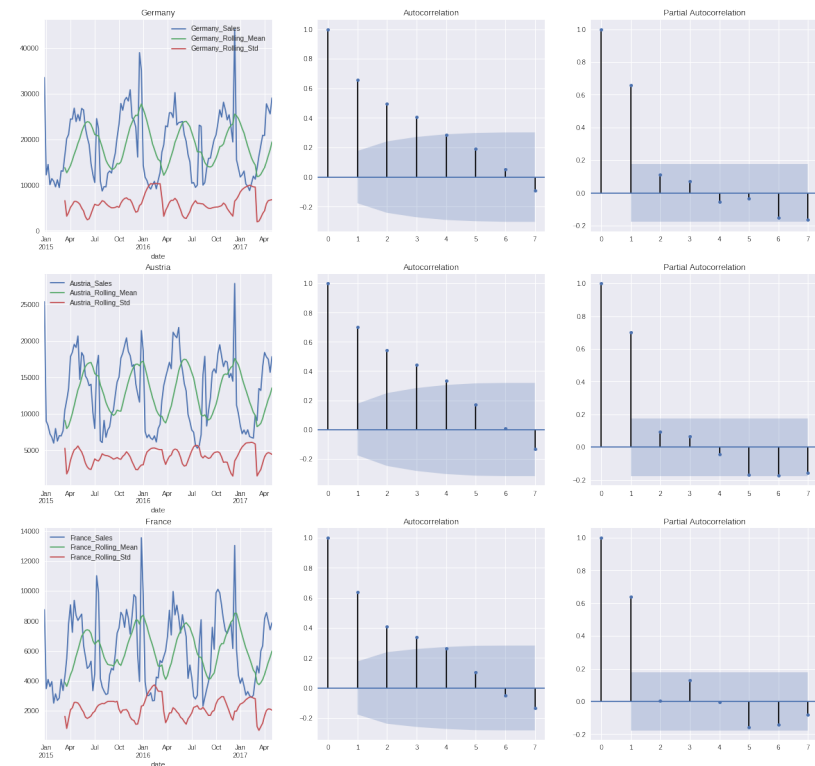 Germany
Germany_Sales
Germany_Rolling_Mean
Germany_Rolling_Std
40000
30000
20000
10000
0
Jan
2015
Apr
Jul
Oct
Jan
2016
Apr
Jul
Oct
Jan
2017
Apr
date
Autocorrelation
1.0
0.8
0.6
0.4
0.2
0.0
-0.2
0 1 2 3 4 5 6 7
Partial Autocorrelation
1.0
0.8
0.6
0.4
0.2
0.0
-0.2
0 1 2 3 4 5 6 7
Austria
Austria_Sales
Austria_Rolling_Mean
Austria_Rolling_Std
25000
20000
15000
10000
5000
Jan
2015
Apr
Jul
Oct
Jan
2016
Apr
Jul
Oct
Jan
2017
Apr
date
Autocorrelation
1.0
0.8
0.6
0.4
0.2
0.0
-0.2
0 1 2 3 4 5 6 7
Partial Autocorrelation
1.0
0.8
0.6
0.4
0.2
0.0
-0.2
0 1 2 3 4 5 6 7
France
France_Sales
France_Rolling_Mean
France_Rolling_Std
14000
12000
10000
8000
6000
4000
2000
Jan
2015
Apr
Jul
Oct
Jan
2016
Apr
Jul
Oct
Jan
2017
Apr
date
Autocorrelation
1.0
0.8
0.6
0.4
0.2
0.0
-0.2
0 1 2 3 4 5 6 7
Partial Autocorrelation
1.0
0.8
0.6
0.4
0.2
0.0
-0.2
0 1 2 3 4 5 6 7